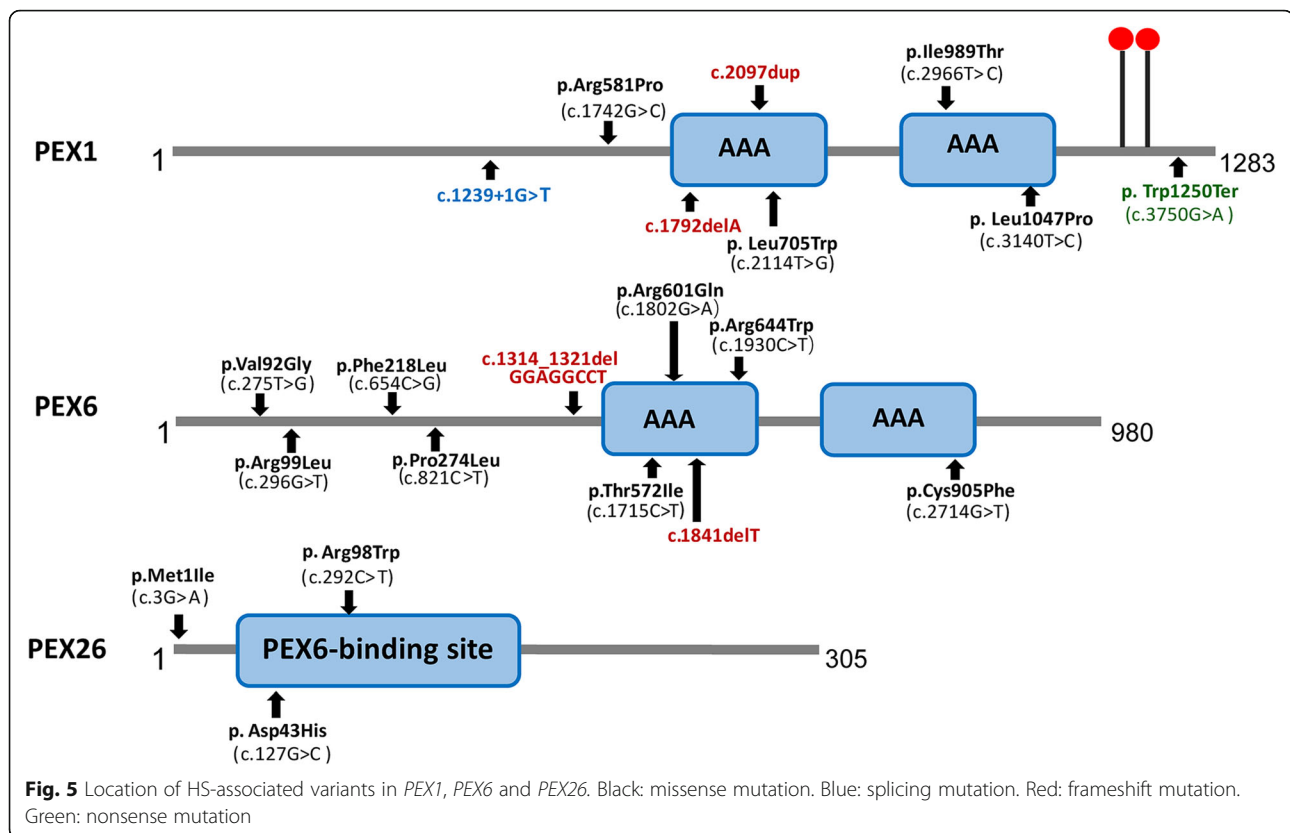 p.Ile989Thr
(c.2966T>C)
c.2097dup
p.Arg581Pro
(c.1742G>C)
PEX1
1
AAA
AAA
1283
c.1239+1G>T
c.1792delA
p. Leu705Trp
(c.2114T>G)
p. Leu1047Pro
(c.3140T>C)
p. Trp1250Ter
(c.3750G>A)
p.Arg601Gln
(c.1802G>A)
p.Arg644Trp
(c.1930C>T)
p.Val92Gly
(c.275T>G)
p.Phe218Leu
(c.654C>G)
c.1314_1321del
GGAGGCCT
PEX6
1
AAA
AAA
980
p.Arg99Leu
(c.296G>T)
p.Pro274Leu
(c.821C>T)
p.Thr572Ile
(c.1715C>T)
c.1841delT
p.Cys905Phe
(c.2714G>T)
p.Met1Ile
(c.3G>A)
p. Arg98Trp
(c.292C>T)
PEX26
1
PEX6-binding site
305
p. Asp43His
(c.127G>C)
Fig. 5 Location of HS-associated variants in PEX1, PEX6 and PEX26. Black: missense mutation. Blue: splicing mutation. Red: frameshift mutation.
Green: nonsense mutation